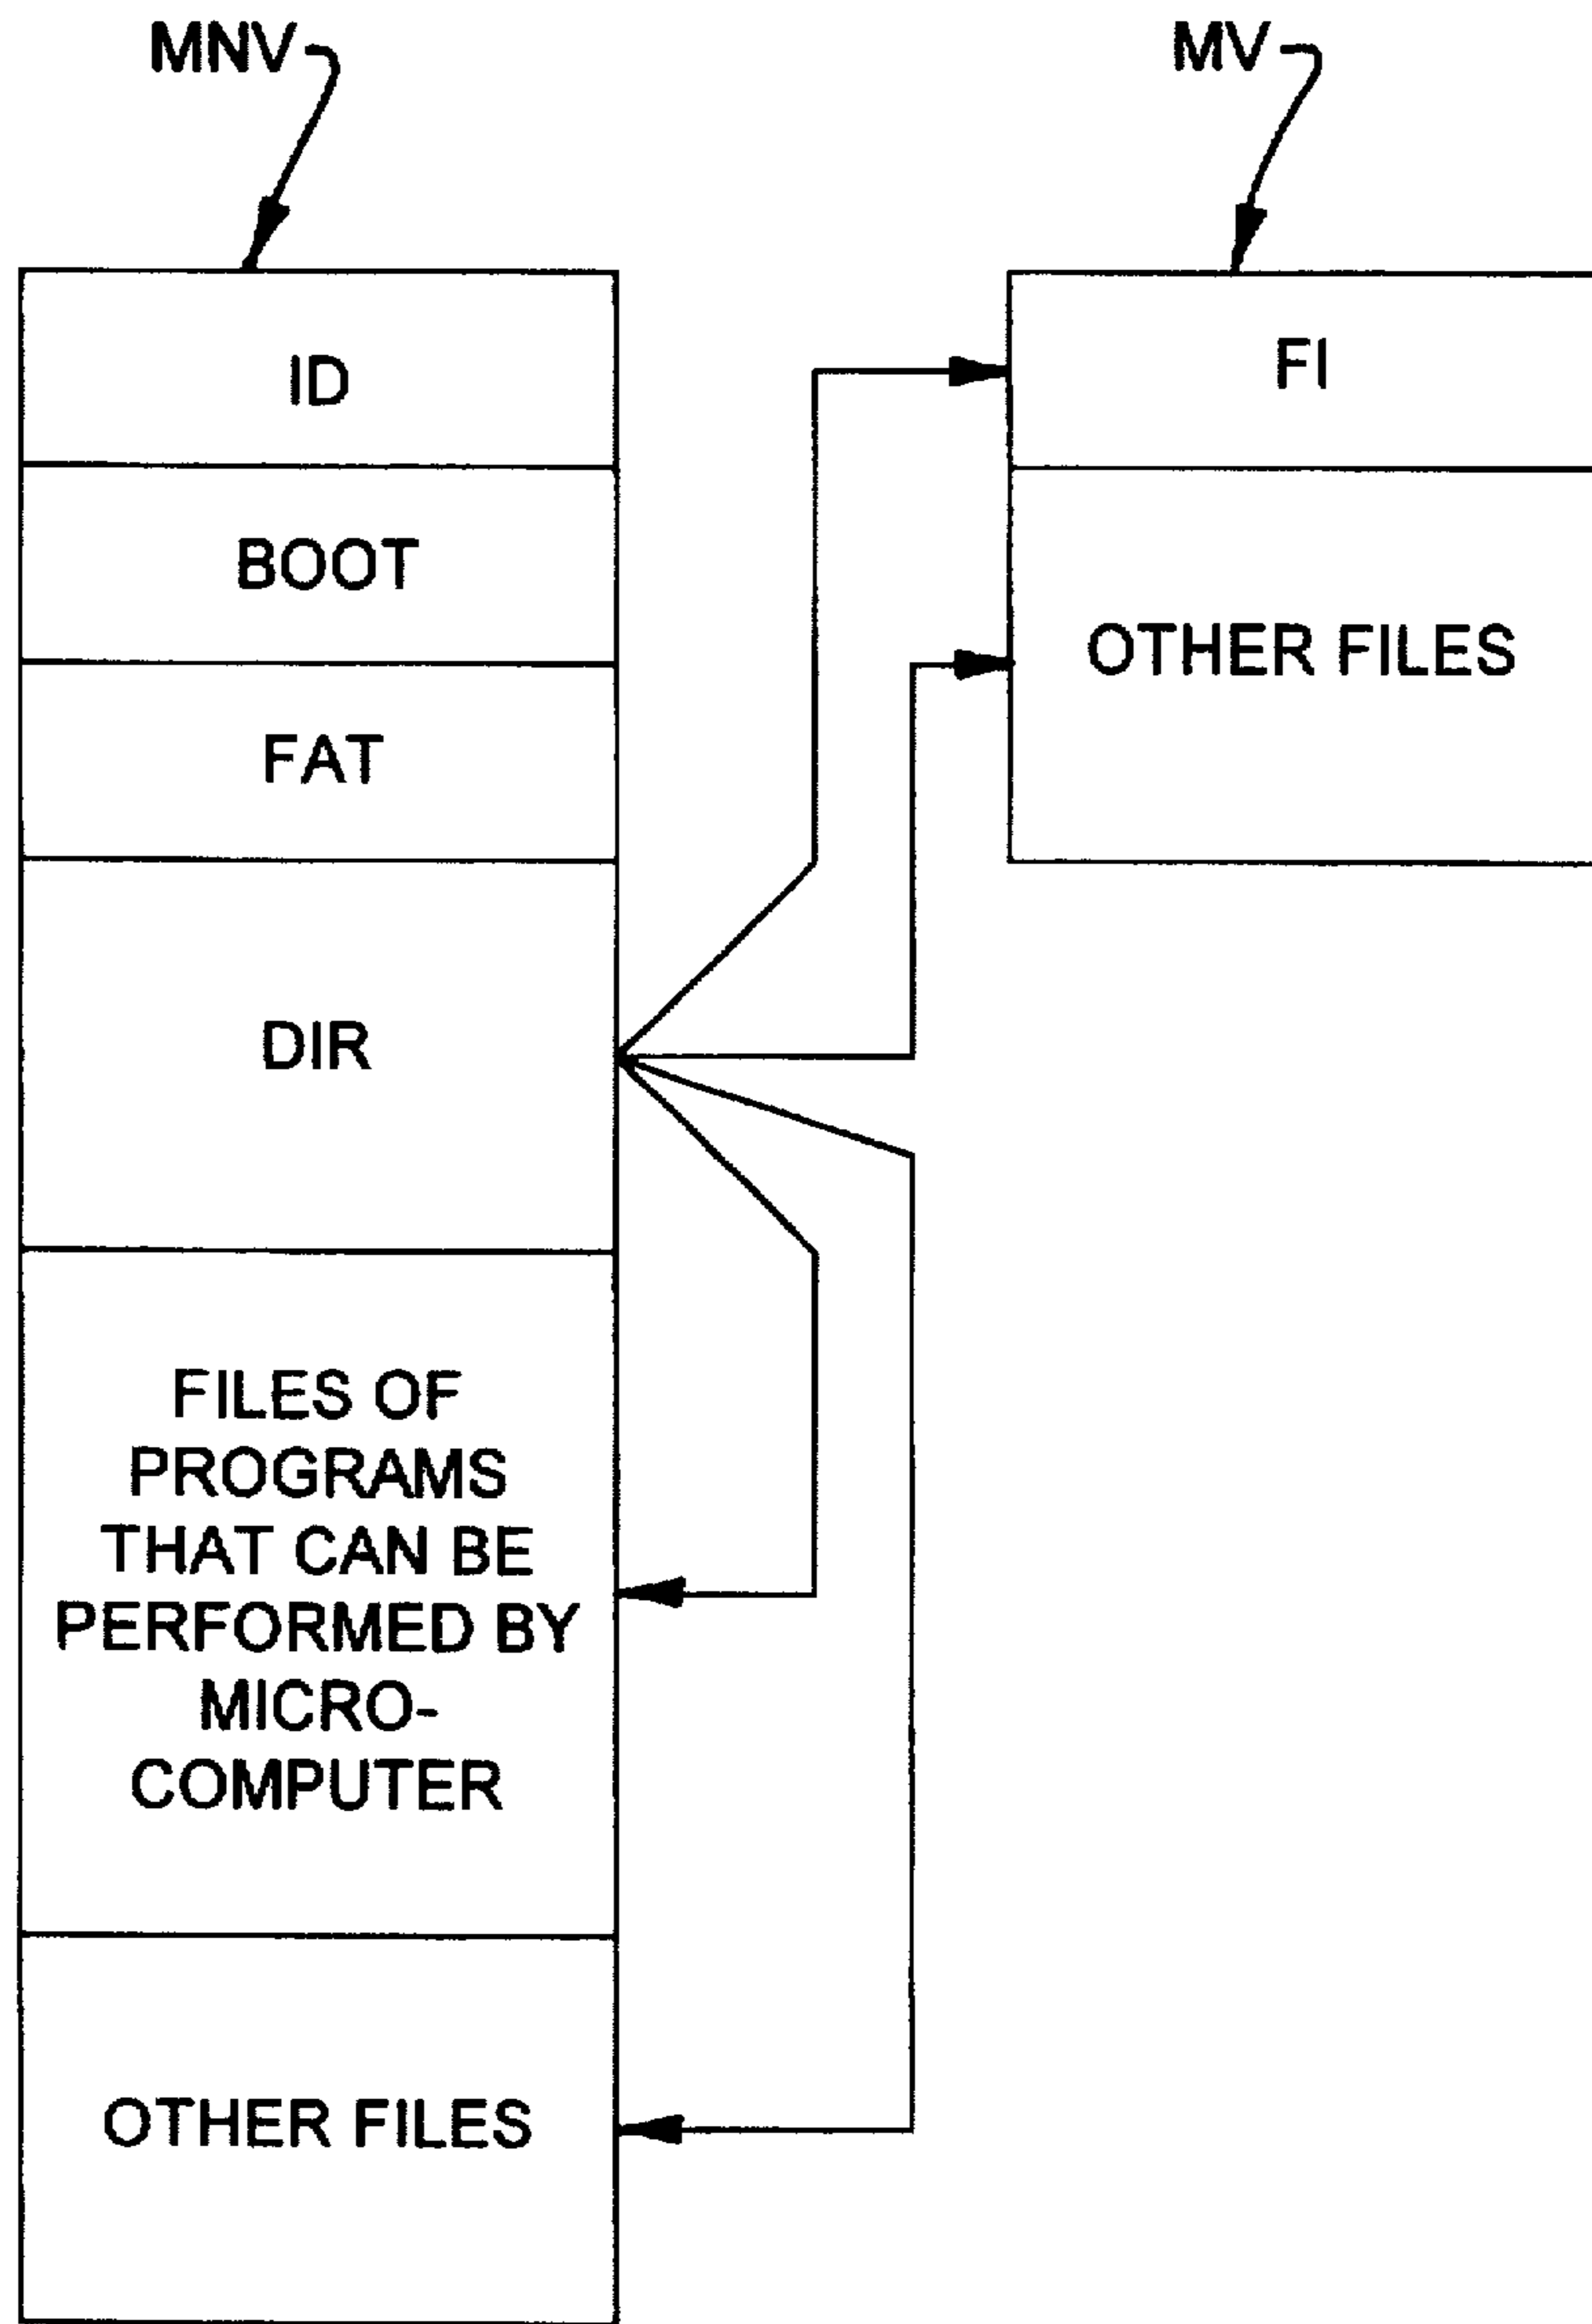 MNV
MV
ID
BOOT
FAT
DIR
FILES OF
PROGRAMS
THAT CAN BE
PERFORMED BY
MICRO-
COMPUTER
OTHER FILES
FI
OTHER FILES